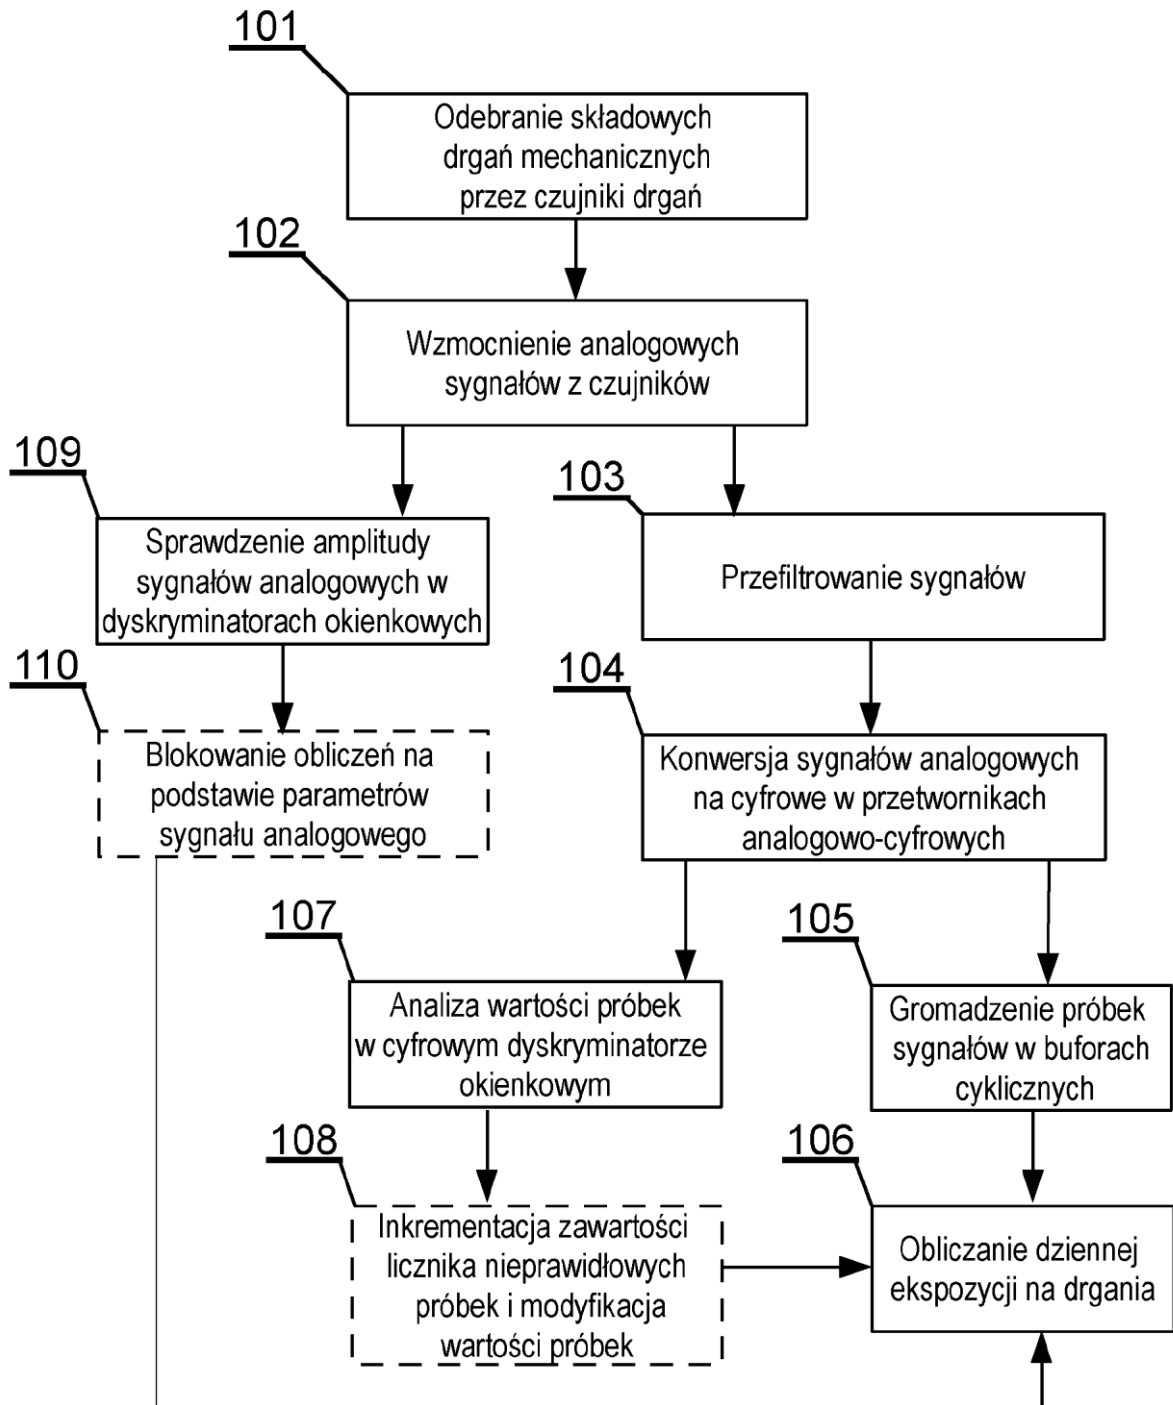 101
Odebranie składowych
drgań mechanicznych
przez czujniki drgań
102
Wzmocnienie analogowych
sygnałów z czujników
109
Sprawdzenie amplitudy
sygnałów analogowych w
dyskryminatorach okienkowych
103
Przefiltrowanie sygnałów
110
Blokowanie obliczeń na
podstawie parametrów
sygnału analogowego
104
Konwersja sygnałów analogowych
na cyfrowe w przetwornikach
analogowo-cyfrowych
107
Analiza wartości próbek
w cyfrowym dyskryminatorze
okienkowym
105
Gromadzenie próbek
sygnałów w buforach
cyklicznych
108
Inkrementacja zawartości
licznika nieprawidłowych
próbek i modyfikacja
wartości próbek
106
Obliczanie dziennej
ekspozycji na drgania